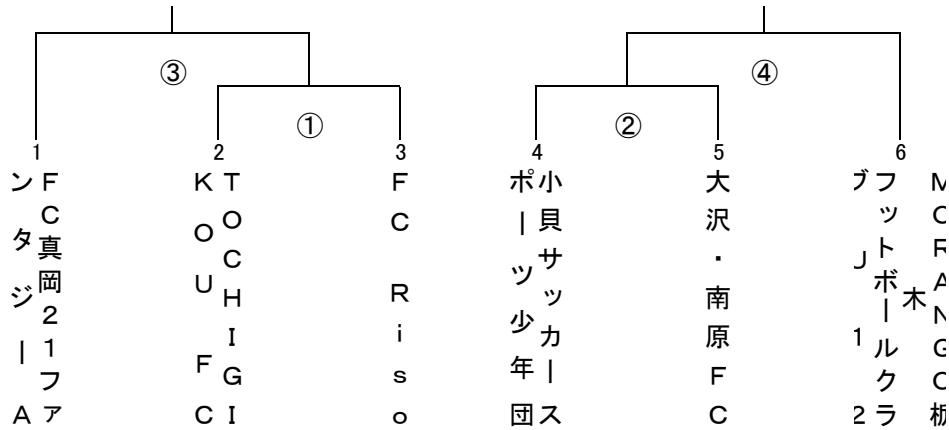 ③
④
①
②
1
2
3
4
5
6
FC真岡21ファ
ンタジーA
TOCHIGI
KOU FC
FC Riso
小貝サッカース
ポーツ少年団
大沢・南原FC
MORANGO栃
木
フットボールクラ
ブU12